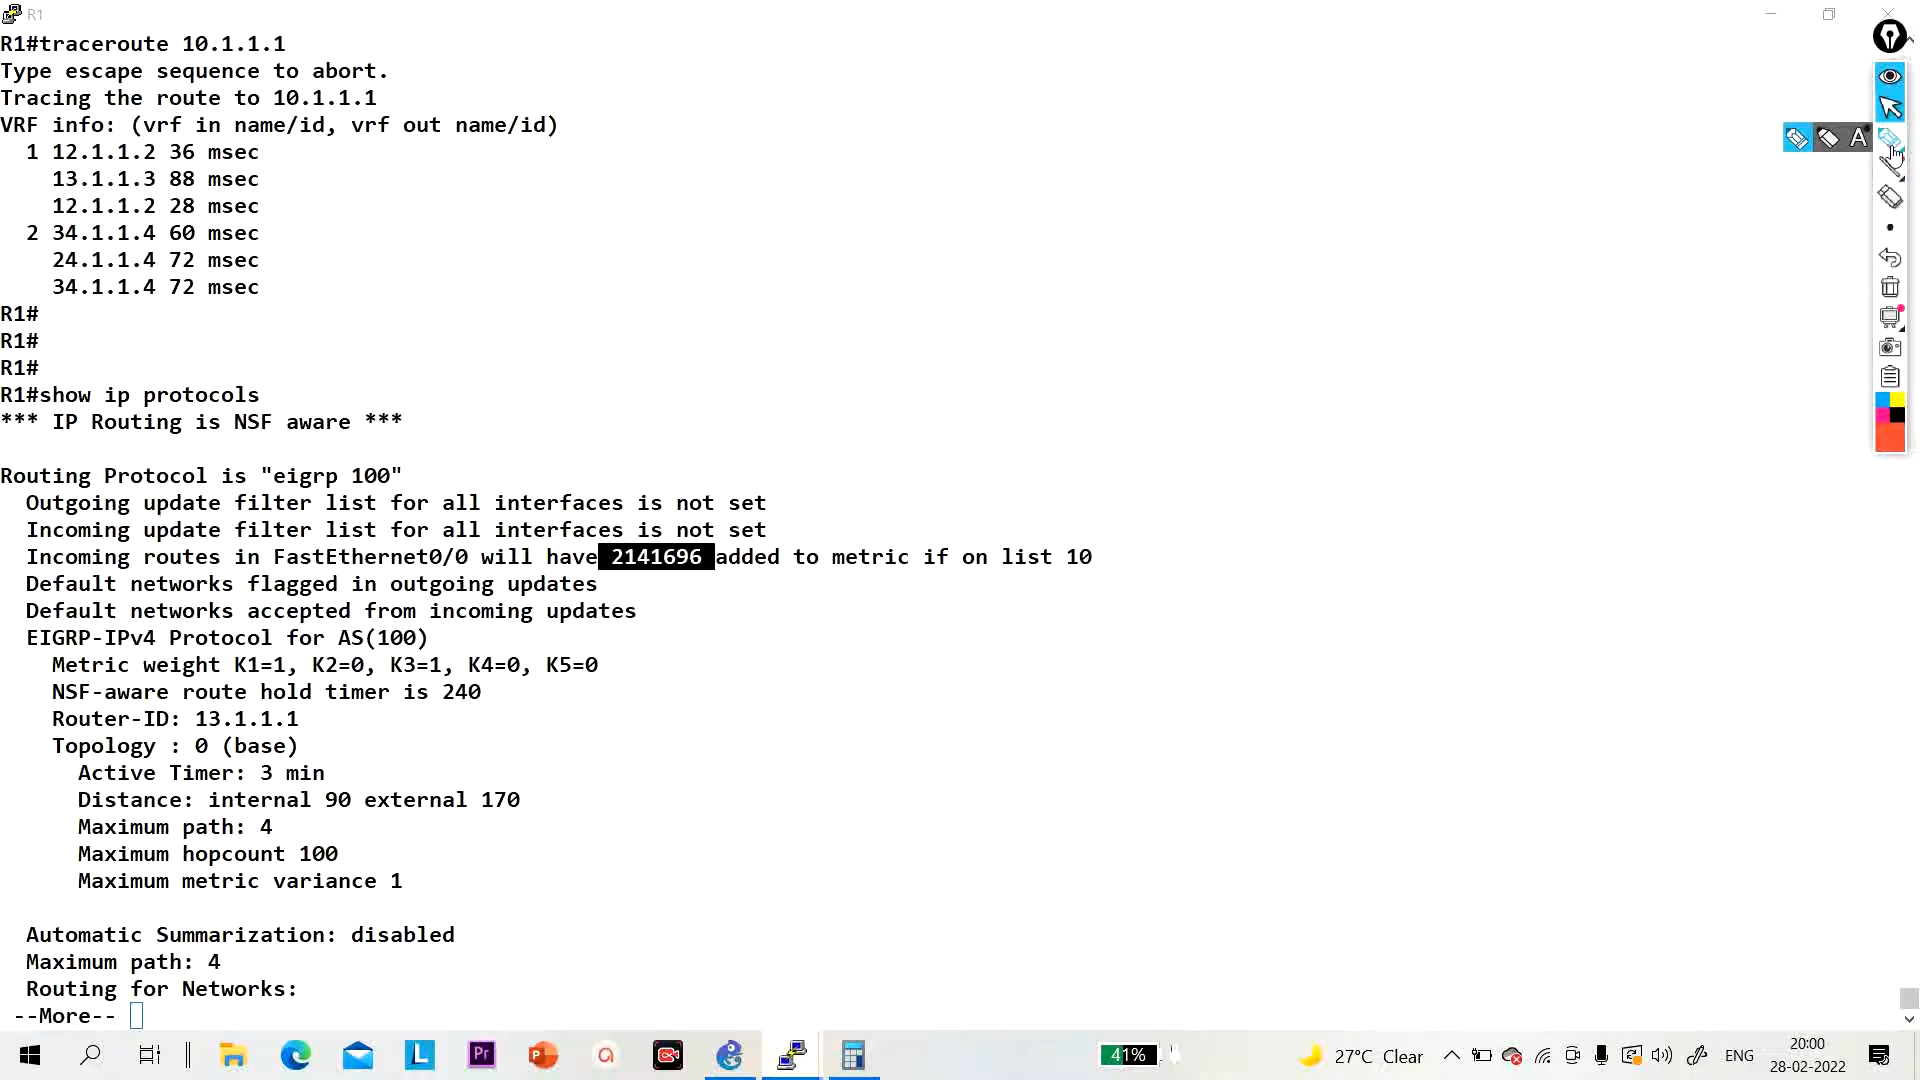 R1
R1#traceroute 10.1.1.1
Type escape sequence to abort.
Tracing the route to 10.1.1.1
VRF info: (vrf in name/id, vrf out name/id)
1 12.1.1.2 36 msec
13.1.1.3 88 msec
12.1.1.2 28 msec
2 34.1.1.4 60 msec
24.1.1.4 72 msec
34.1.1.4 72 msec
R1#
R1#
R1#
R1#show ip protocols
*** IP Routing is NSF aware ***
Routing Protocol is "eigrp 100"
Outgoing update filter list for all interfaces is not set
Incoming update filter list for all interfaces is not set
Incoming routes in FastEthernet0/0 will have 2141696 added to metric if on list 10
Default networks flagged in outgoing updates
Default networks accepted from incoming updates
EIGRP-IPv4 Protocol for AS(100)
Metric weight K1=1, K2=0, K3=1, K4=0, K5=0
NSF-aware route hold timer is 240
Router-ID: 13.1.1.1
Topology : 0 (base)
Active Timer: 3 min
Distance: internal 90 external 170
Maximum path: 4
Maximum hopcount 100
Maximum metric variance 1
Automatic Summarization: disabled
Maximum path: 4
Routing for Networks:
--More--
A
L
Pr
P
a
41%
27°C Clear
ENG
20:00
28-02-2022